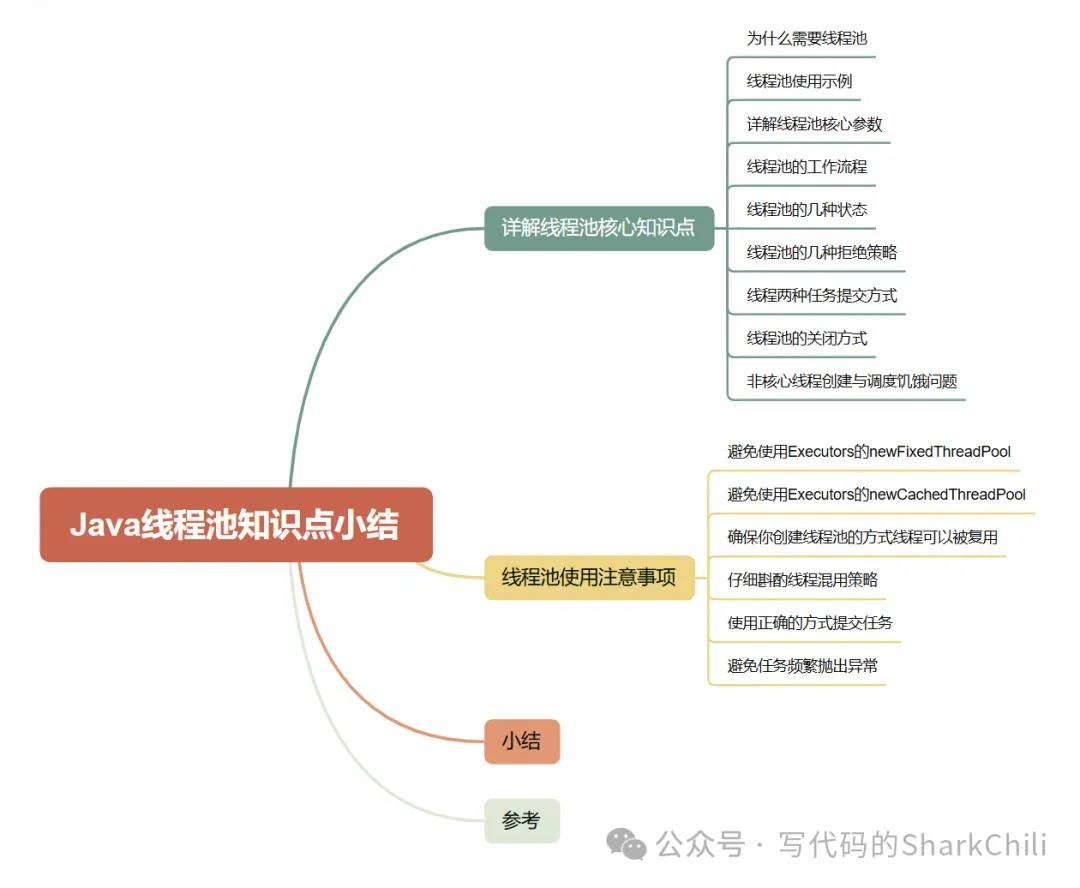 Java线程池知识点小结
详解线程池核心知识点
为什么需要线程池
线程池使用示例
详解线程池核心参数
线程池的工作流程
线程池的几种状态
线程池的几种拒绝策略
线程两种任务提交方式
线程池的关闭方式
非核心线程创建与调度饥饿问题
线程池使用注意事项
避免使用Executors的newFixedThreadPool
避免使用Executors的newCachedThreadPool
确保你创建线程池的方式线程可以被复用
仔细斟酌线程混用策略
使用正确的方式提交任务
避免任务频繁抛出异常
小结
参考
公众号 · 写代码的SharkChili